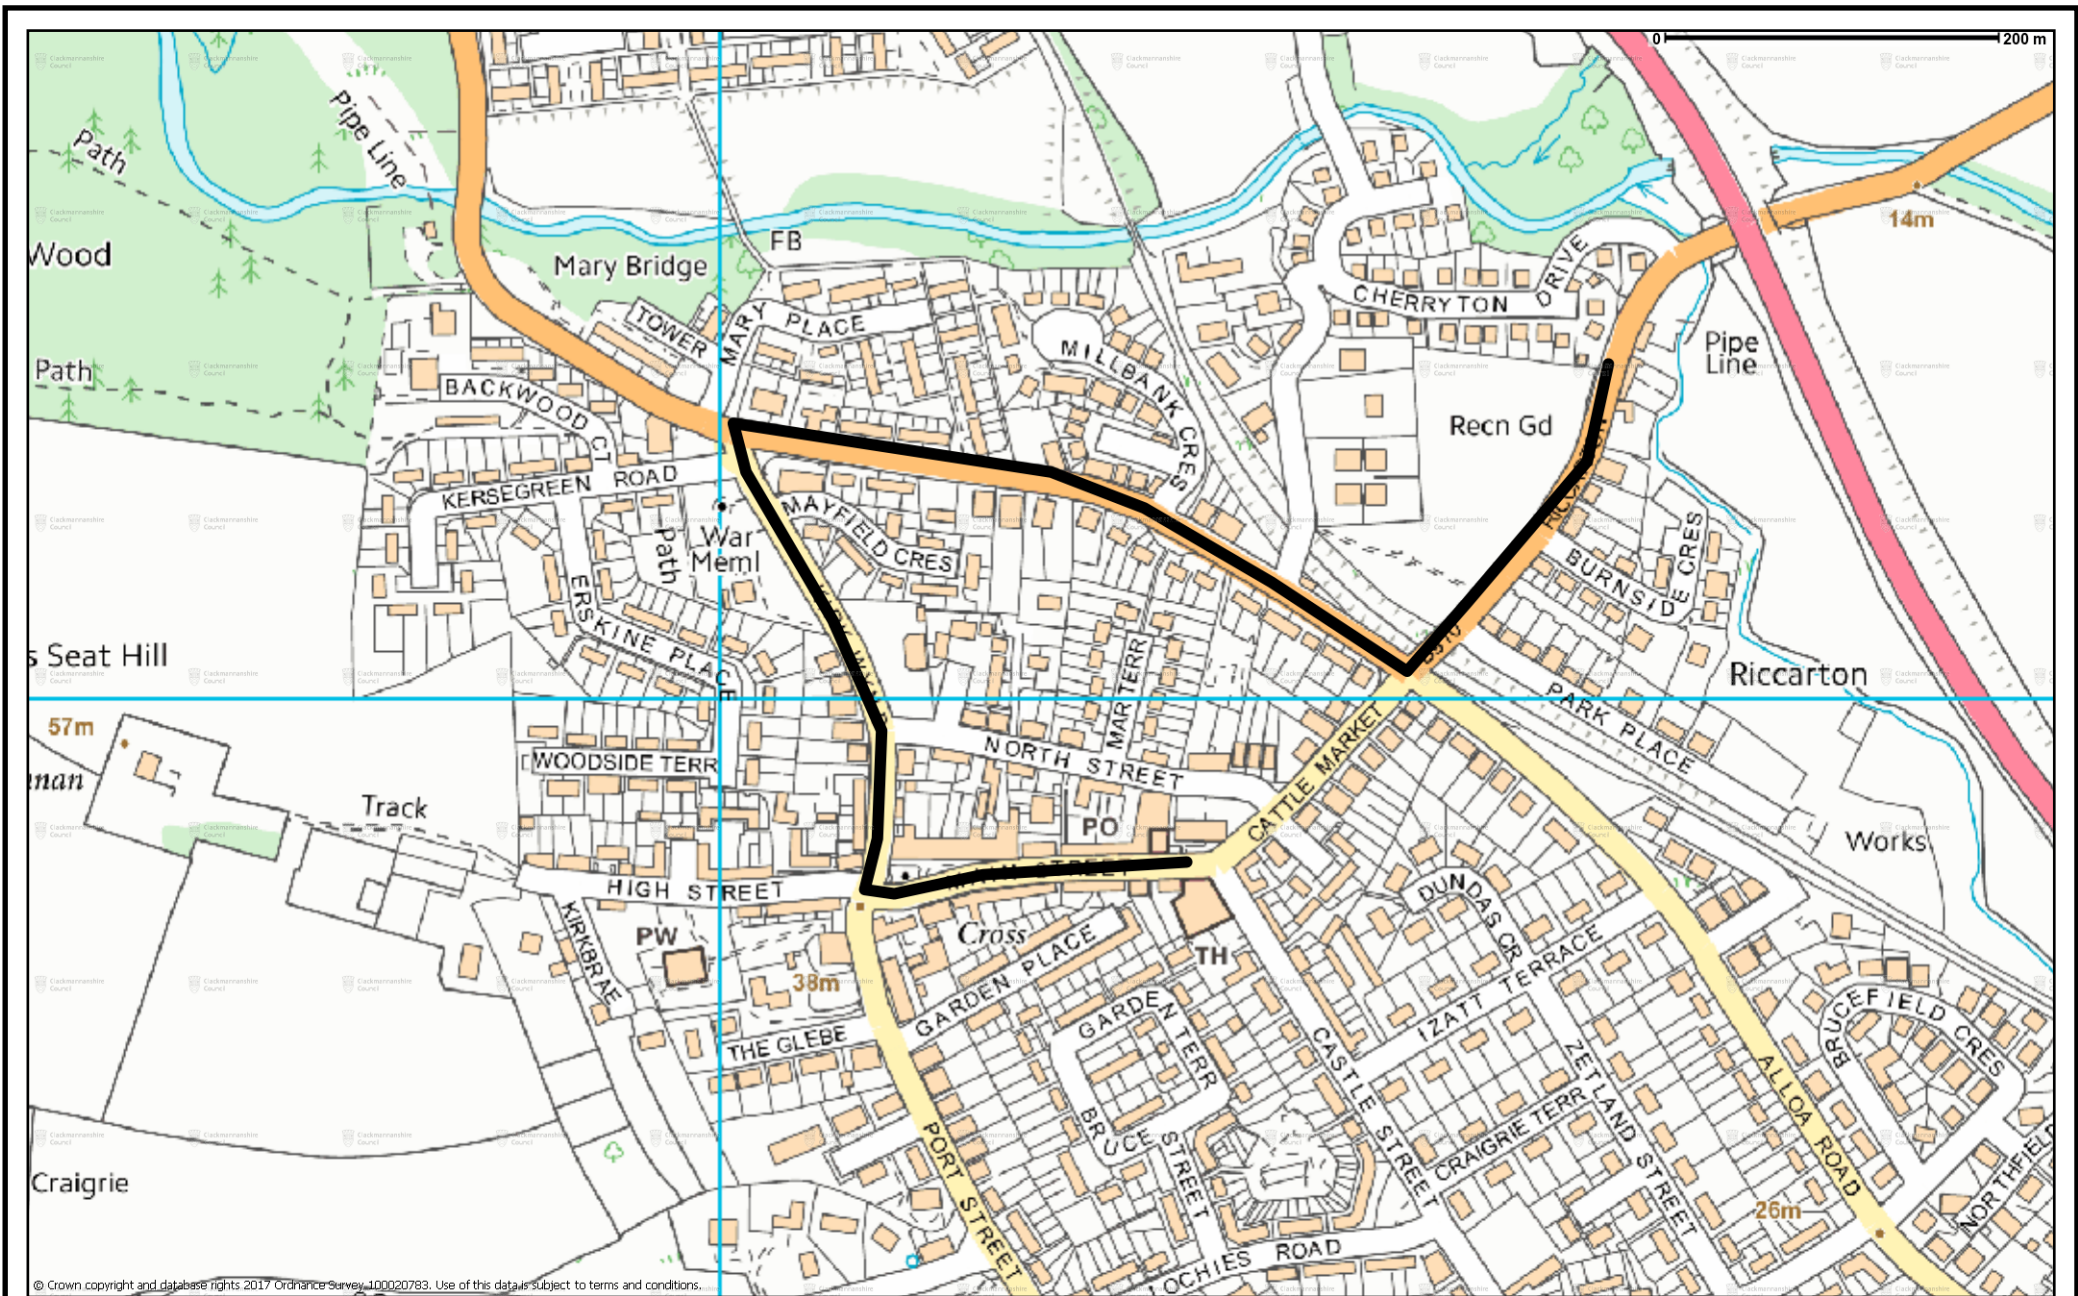 0
200 m
Path
Pipe Line
14m
FB
Wood
Mary Bridge
DRIVE
CHERRYTON
TOWER
MARY PLACE
Pipe
Line
Path
MILLBANK CRES
BACKWOOD CT
Recn Gd
KERSEGREEN ROAD
MAYFIELD CRES
War
Meml
Path
BURNSIDE CRES
ERSKINE PLACE
s Seat Hill
Riccarton
57m
MAR TERR
PARK PLACE
NORTH STREET
WOODSIDE TERR
nan
Track
CATTLE MARKET
PO
Works
HIGH STREET
MAIN STREET
DUNDAS CR
KIRKBRAE
PW
Cross
TH
38m
GARDEN PLACE
IZATT TERRACE
GARDEN TERR
BRUCEFIELD CRES
THE GLEBE
CASTLE STREET
ZETLAND STREET
ALLOA ROAD
CRAIGRIE TERR
BRUCE STREET
PORT STREET
Craigrie
NORTHFIELD
26m
OCHIES ROAD
© Crown copyright and database rights 2017 Ordnance Survey 100020783. Use of this data is subject to terms and conditions.